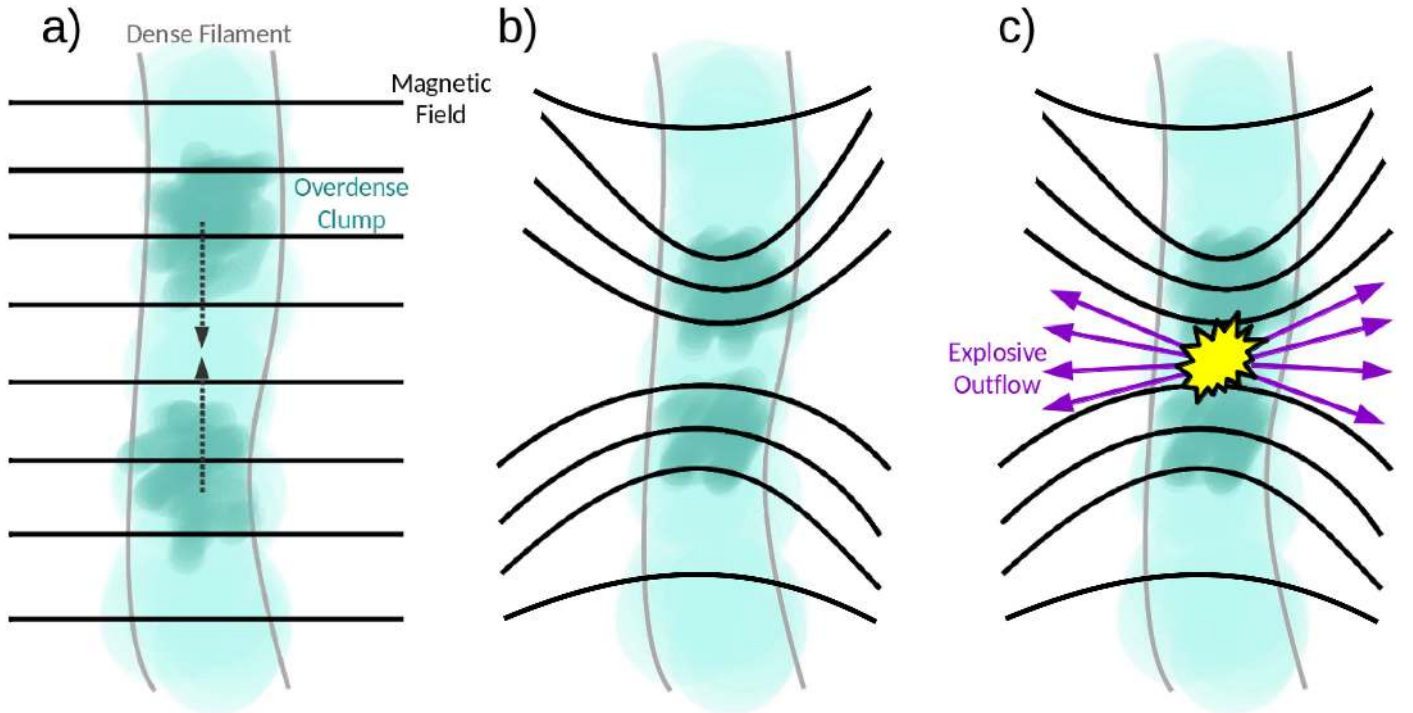 a)
Dense Filament
Magnetic
Field
Overdense
Clump
b)
c)
Explosive
Outflow